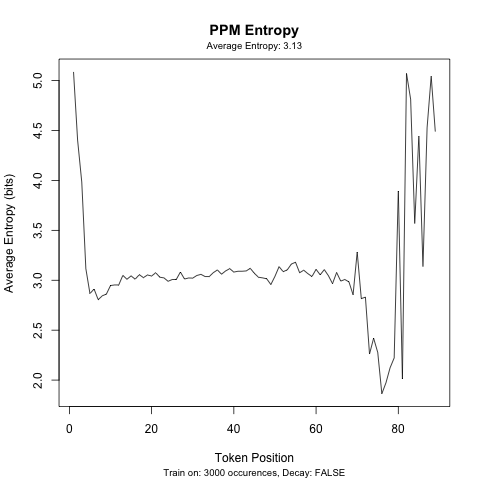 PPM Entropy
Average Entropy: 3.13
Average Entropy (bits)
5.0
4.5
4.0
3.5
3.0
2.5
2.0
0 20 40 60 80
Token Position
Train on: 3000 occurences, Decay: FALSE